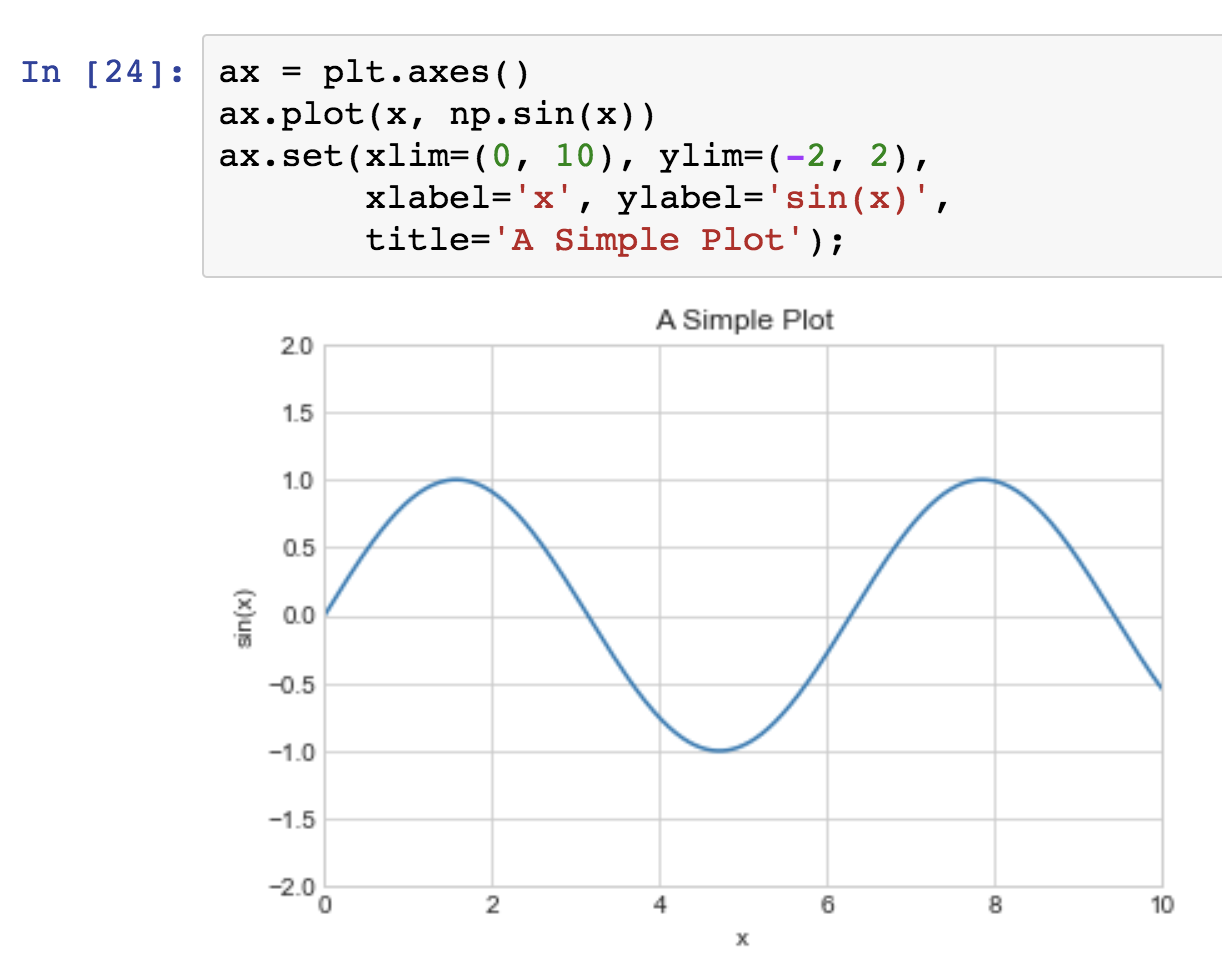 In [24]:
ax = plt.axes()
ax.plot(x, np.sin(x))
ax.set(xlim=(0, 10), ylim=(-2, 2),
       xlabel='x', ylabel='sin(x)',
       title='A Simple Plot');
A Simple Plot
2.0
1.5
1.0
0.5
0.0
−0.5
−1.0
−1.5
−2.0
sin(x)
0 2 4 6 8 10
x